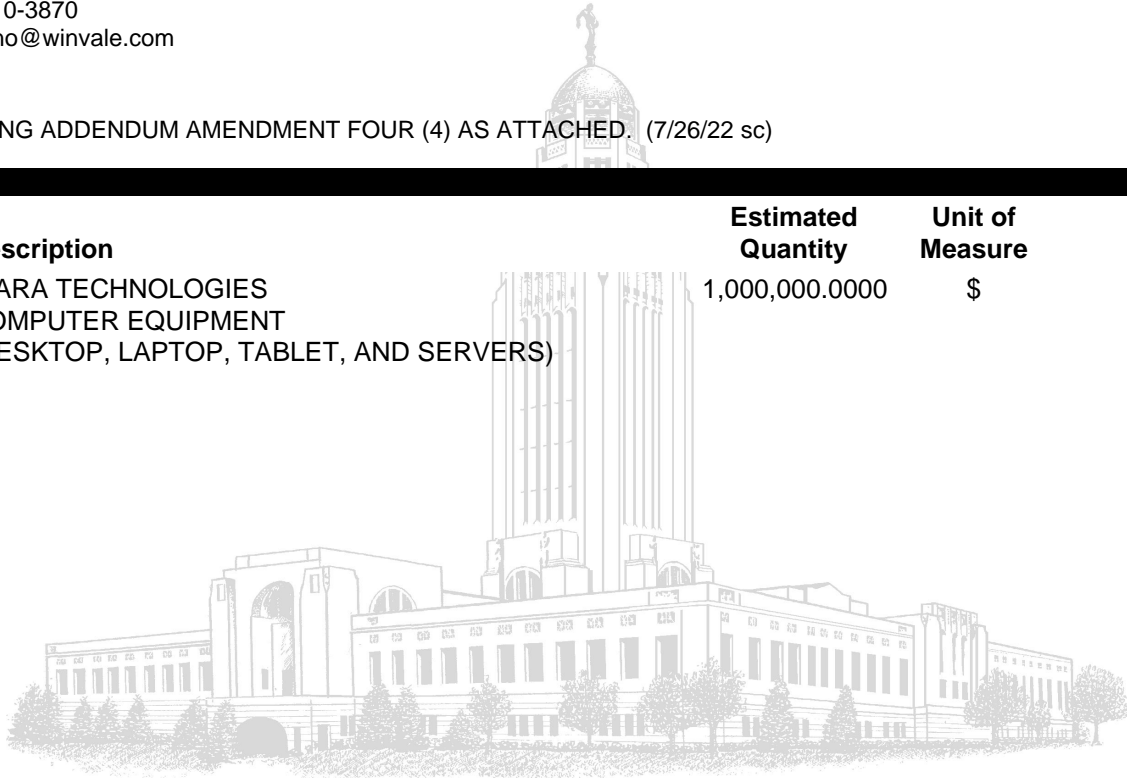 0-3870
no@winvale.com
NG ADDENDUM AMENDMENT FOUR (4) AS ATTACHED. (7/26/22 sc)
Estimated Unit of
scription Quantity Measure
ARA TECHNOLOGIES 1,000,000.0000 $
OMPUTER EQUIPMENT
ESKTOP, LAPTOP, TABLET, AND SERVERS)